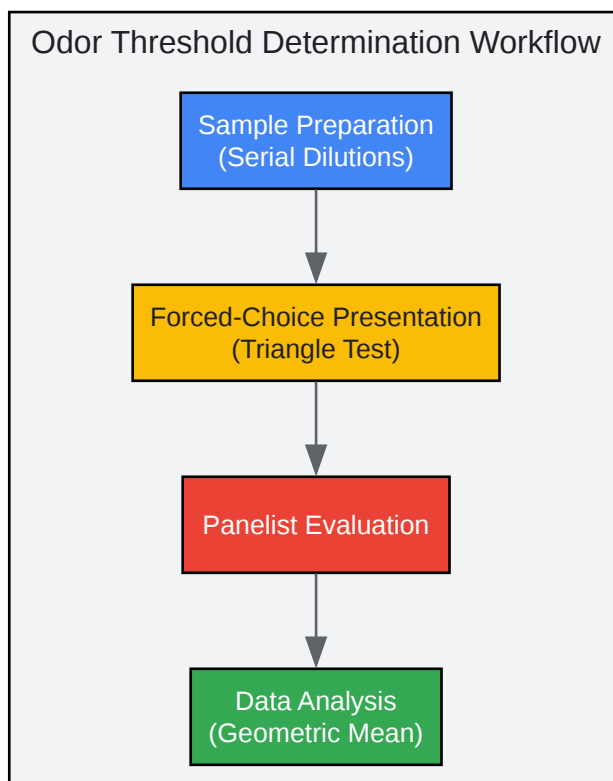 Odor Threshold Determination Workflow
Sample Preparation
(Serial Dilutions)
Forced-Choice Presentation
(Triangle Test)
Panelist Evaluation
Data Analysis
(Geometric Mean)